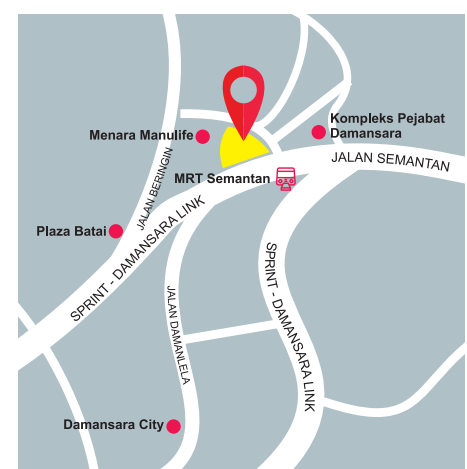 Kompleks Pejabat
Damansara
Menara Manulife
JALAN SEMANTAN
MRT Semantan
JALAN BERINGIN
Plaza Batai
SPRINT - DAMANSARA LINK
SPRINT - DAMANSARA LINK
JALAN DAMANLELA
Damansara City